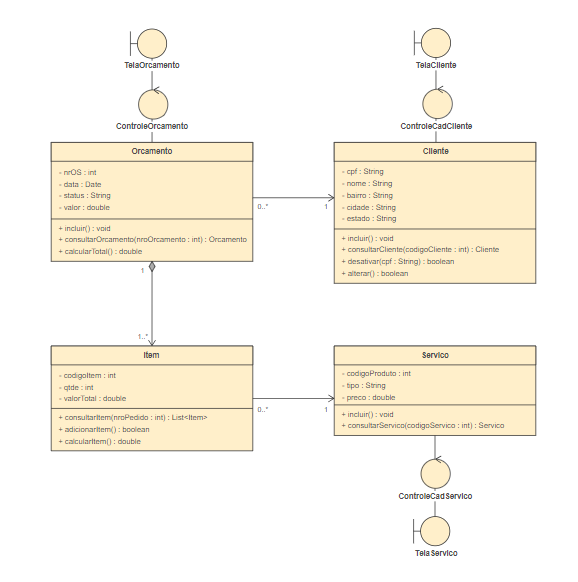 TelaOrcamento
ControleOrcamento
Orcamento
- nrOS : int
- data : Date
- status : String
- valor : double
+ incluir() : void
+ consultarOrcamento(nroOrcamento : int) : Orcamento
+ calcularTotal() : double
0..*
1
TelaCliente
ControleCadCliente
Cliente
- cpf : String
- nome : String
- bairro : String
- cidade : String
- estado : String
+ incluir() : void
+ consultarCliente(codigoCliente : int) : Cliente
+ desativar(cpf : String) : boolean
+ alterar() : boolean
1
1..*
Item
- codigoItem : int
- qtde : int
- valorTotal : double
+ consultarItem(nroPedido : int) : List<Item>
+ adicionarItem() : boolean
+ calcularItem() : double
0..*
1
Servico
- codigoProduto : int
- tipo : String
- preco : double
+ incluir() : void
+ consultarServico(codigoServico : int) : Servico
ControleCadServico
TelaServico